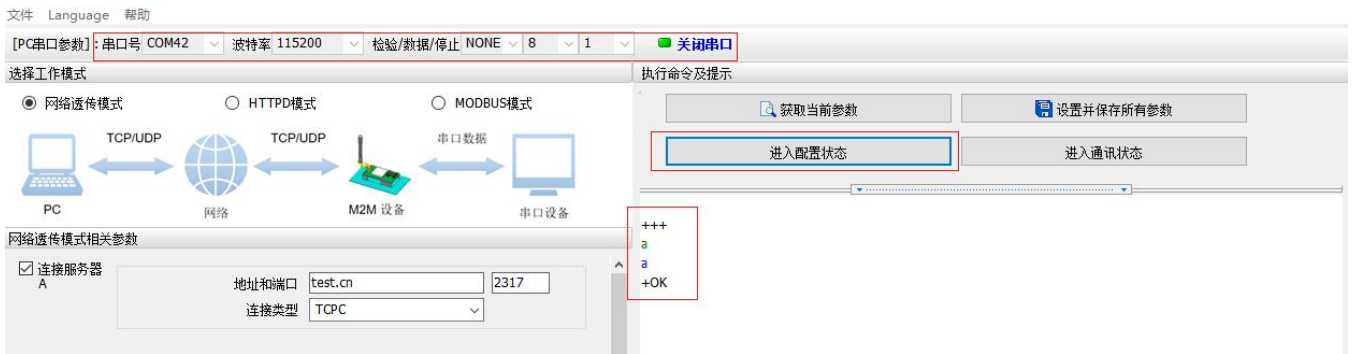 文件 Language 帮助
[PC串口参数]：串口号 COM42 波特率 115200 检验/数据/停止 NONE 8 1 关闭串口
选择工作模式
网络透传模式 HTTPD模式 MODBUS模式
TCP/UDP TCP/UDP 串口数据
PC 网络 M2M 设备 串口设备
网络透传模式相关参数
连接服务器
A
地址和端口 test.cn 2317
连接类型 TCPC
执行命令及提示
获取当前参数 设置并保存所有参数
进入配置状态 进入通讯状态
+++
a
a
+OK